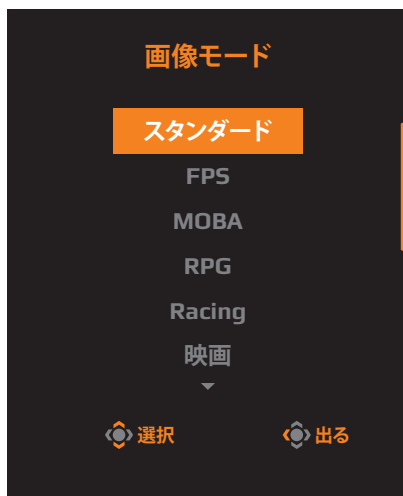 画像モード
スタンダード
FPS
MOBA
RPG
Racing
映画
選択 出る